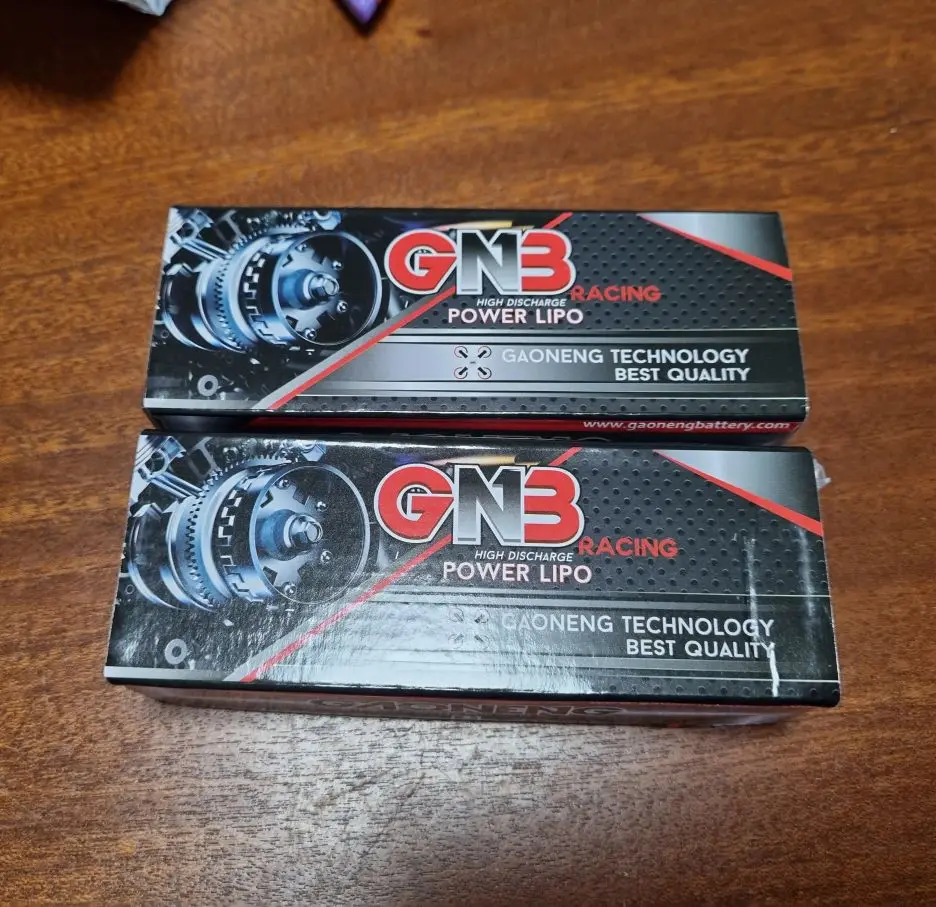 GNB
RACING
HIGH DISCHARGE
POWER LIPO
GAONENG TECHNOLOGY
BEST QUALITY
www.gaonengbattery.com
GNB
RACING
HIGH DISCHARGE
POWER LIPO
GAONENG TECHNOLOGY
BEST QUALITY
GAONENG